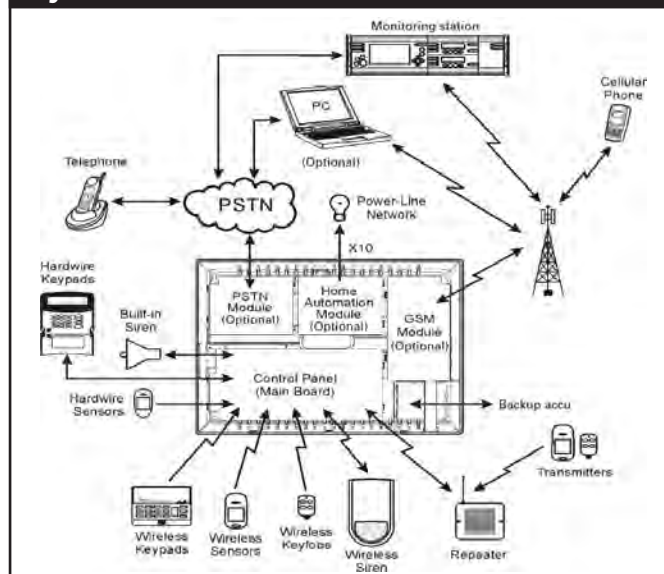 Monitoring station
Cellular
Phone
PC
(Optional)
Telephone
PSTN
Power-Line
Network
X10
Hardwire
Keypads
PSTN
Module
(Optional)
Home
Automation
Module
(Optional)
GSM
Module
(Optional)
Built-in
Siren
Control Panel
(Main Board)
Hardwire
Sensors
Backup accu
Transmitters
Wireless
Keypads
Wireless
Sensors
Wireless
Keyfobs
Wireless
Siren
Repeater